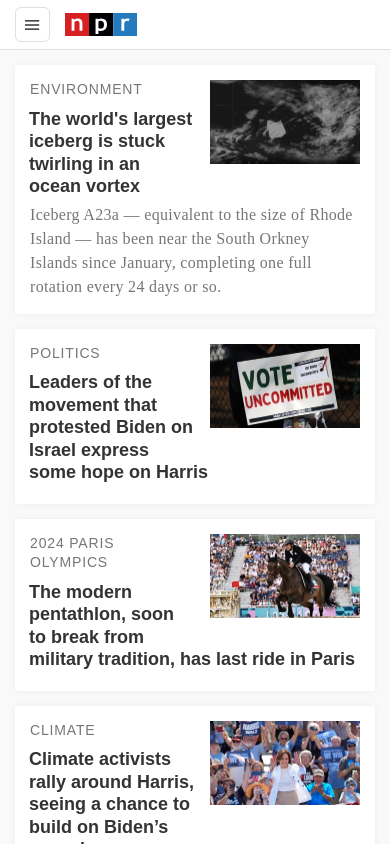 npr
ENVIRONMENT
The world's largest
iceberg is stuck
twirling in an
ocean vortex
Iceberg A23a — equivalent to the size of Rhode
Island — has been near the South Orkney
Islands since January, completing one full
rotation every 24 days or so.
POLITICS
Leaders of the
movement that
protested Biden on
Israel express
some hope on Harris
VOTE
UNCOMMITTED
2024 PARIS
OLYMPICS
The modern
pentathlon, soon
to break from
military tradition, has last ride in Paris
CLIMATE
Climate activists
rally around Harris,
seeing a chance to
build on Biden’s